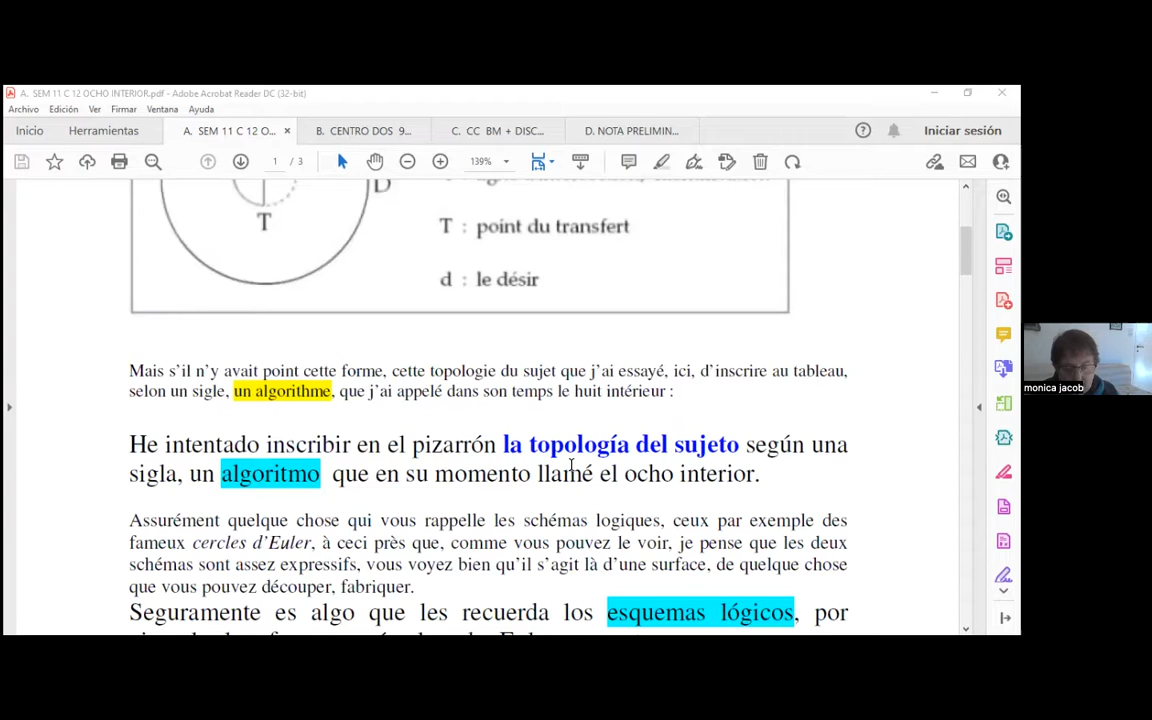 A. SEM 11 C 12 OCHO INTERIOR.pdf - Adobe Acrobat Reader DC (32-bit)
Archivo Edición Ver Firmar Ventana Ayuda
Inicio Herramientas A. SEM 11 C 12 O... × B. CENTRO DOS 9... C. CC BM + DISC... D. NOTA PRELIMIN... Iniciar sesión
1 / 3 139%
D
T
T : point du transfert
d : le désir
Mais s'il n'y avait point cette forme, cette topologie du sujet que j'ai essayé, ici, d'inscrire au tableau,
selon un sigle, un algorithme, que j'ai appelé dans son temps le huit intérieur :
He intentado inscribir en el pizarrón la topología del sujeto según una
sigla, un algoritmo que en su momento llamé el ocho interior.
Assurément quelque chose qui vous rappelle les schémas logiques, ceux par exemple des
fameux cercles d'Euler, à ceci près que, comme vous pouvez le voir, je pense que les deux
schémas sont assez expressifs, vous voyez bien qu'il s'agit là d'une surface, de quelque chose
que vous pouvez découper, fabriquer.
Seguramente es algo que les recuerda los esquemas lógicos, por
monica jacob